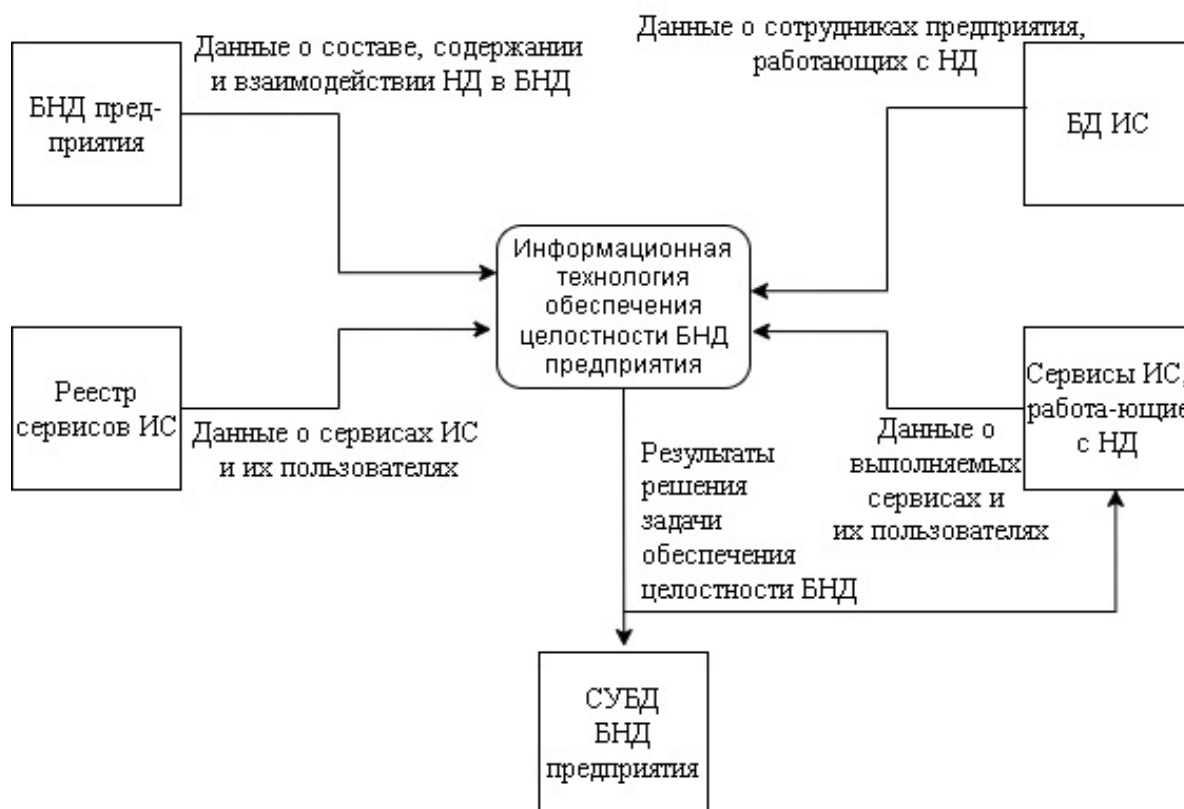 Данные о составе, содержании
и взаимодействии НД в БНД
Данные о сотрудниках предприятия,
работающих с НД
БНД пред-
приятия
БД ИС
Информационная
технология
обеспечения
целостности БНД
предприятия
Реестр
сервисов ИС
Данные о сервисах ИС
и их пользователях
Сервисы ИС,
работа-ющие
с НД
Данные о
выполняемых
сервисах и
их пользователях
Результаты
решения
задачи
обеспечения
целостности БНД
СУБД
БНД
предприятия